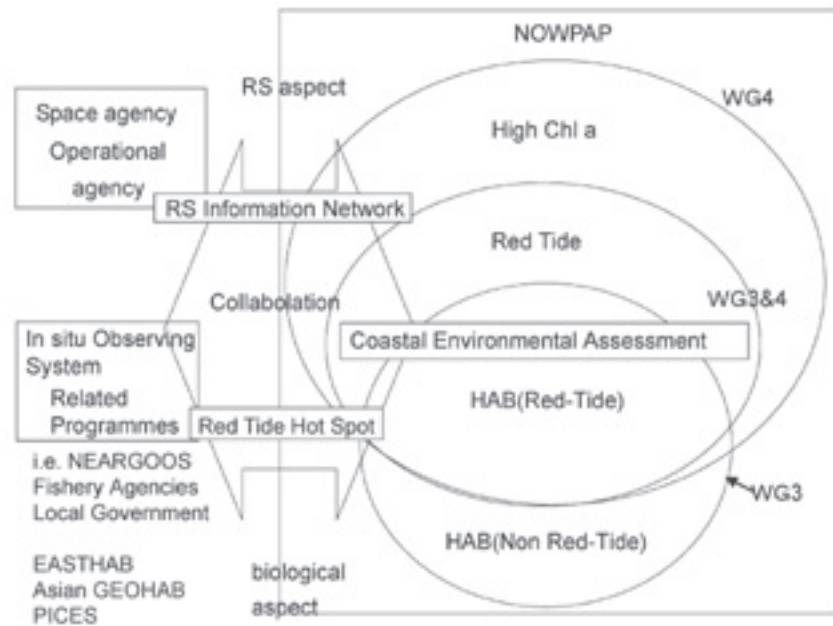 NOWPAP
RS aspect
WG4
Space agency
Operational
agency
High Chl a
RS Information Network
Red Tide
Collabolation
WG3&4
In situ Observing
System
Related
Programmes
Coastal Environmental Assessment
HAB(Red-Tide)
Red Tide Hot Spot
i.e. NEARGOOS
Fishery Agencies
Local Government
WG3
HAB(Non Red-Tide)
EASTHAB
Asian GEOHAB
PICES
biological
aspect